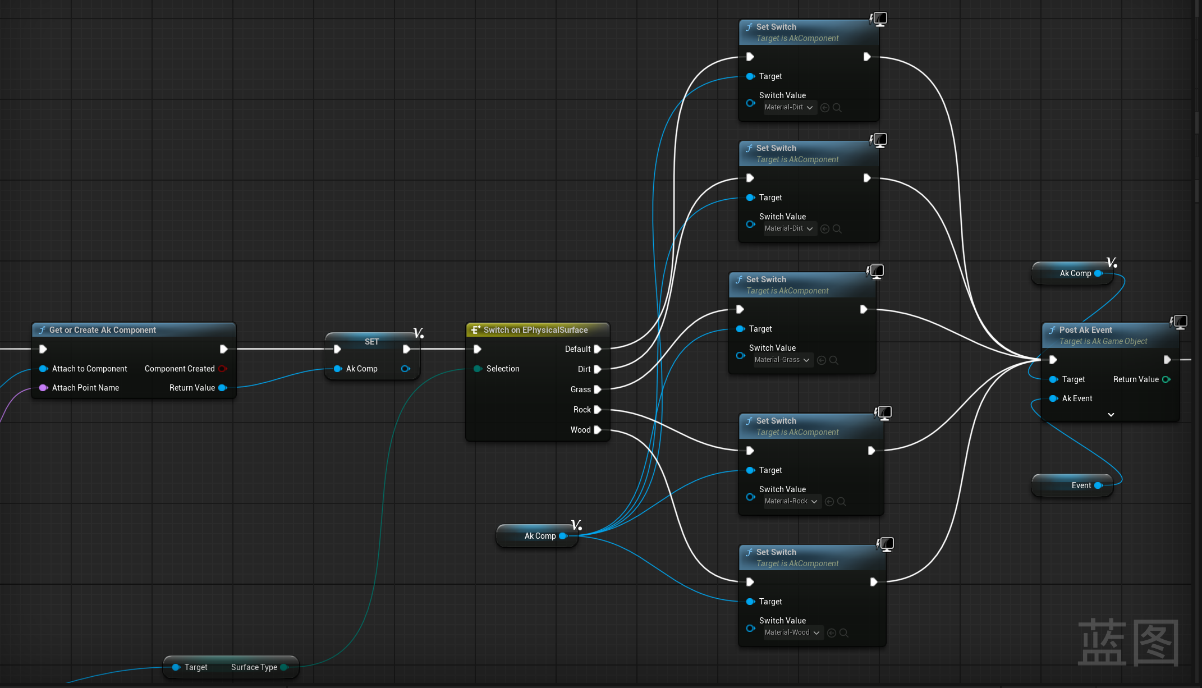 Set Switch
Target is AkComponent
Target
Switch Value
Material-Dirt
Set Switch
Target is AkComponent
Target
Switch Value
Material-Dirt
Ak Comp
Set Switch
Target is AkComponent
Target
Switch Value
Material-Grass
Get or Create Ak Component
Attach to Component
Component Created
Attach Point Name
Return Value
SET
Ak Comp
Switch on EPhysicalSurface
Default
Selection
Dirt
Grass
Rock
Wood
Post Ak Event
Target is Ak Game Object
Target
Return Value
Ak Event
Set Switch
Target is AkComponent
Target
Switch Value
Material-Rock
Event
Ak Comp
Set Switch
Target is AkComponent
Target
Switch Value
Material-Wood
Target
Surface Type
蓝图